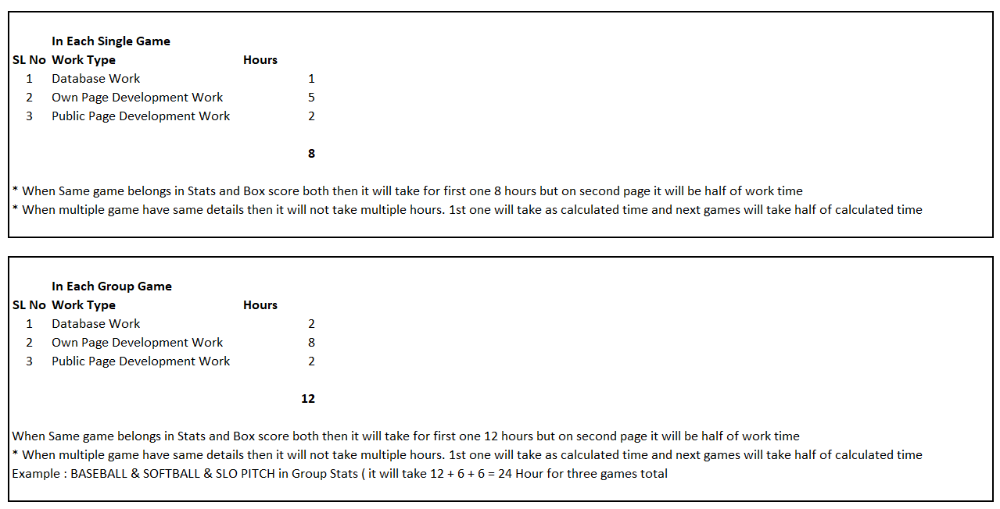 In Each Single Game
SL No Work Type Hours
1 Database Work 1
2 Own Page Development Work 5
3 Public Page Development Work 2
8
* When Same game belongs in Stats and Box score both then it will take for first one 8 hours but on second page it will be half of work time
* When multiple game have same details then it will not take multiple hours. 1st one will take as calculated time and next games will take half of calculated time
In Each Group Game
SL No Work Type Hours
1 Database Work 2
2 Own Page Development Work 8
3 Public Page Development Work 2
12
When Same game belongs in Stats and Box score both then it will take for first one 12 hours but on second page it will be half of work time
* When multiple game have same details then it will not take multiple hours. 1st one will take as calculated time and next games will take half of calculated time
Example : BASEBALL & SOFTBALL & SLO PITCH in Group Stats ( it will take 12 + 6 + 6 = 24 Hour for three games total